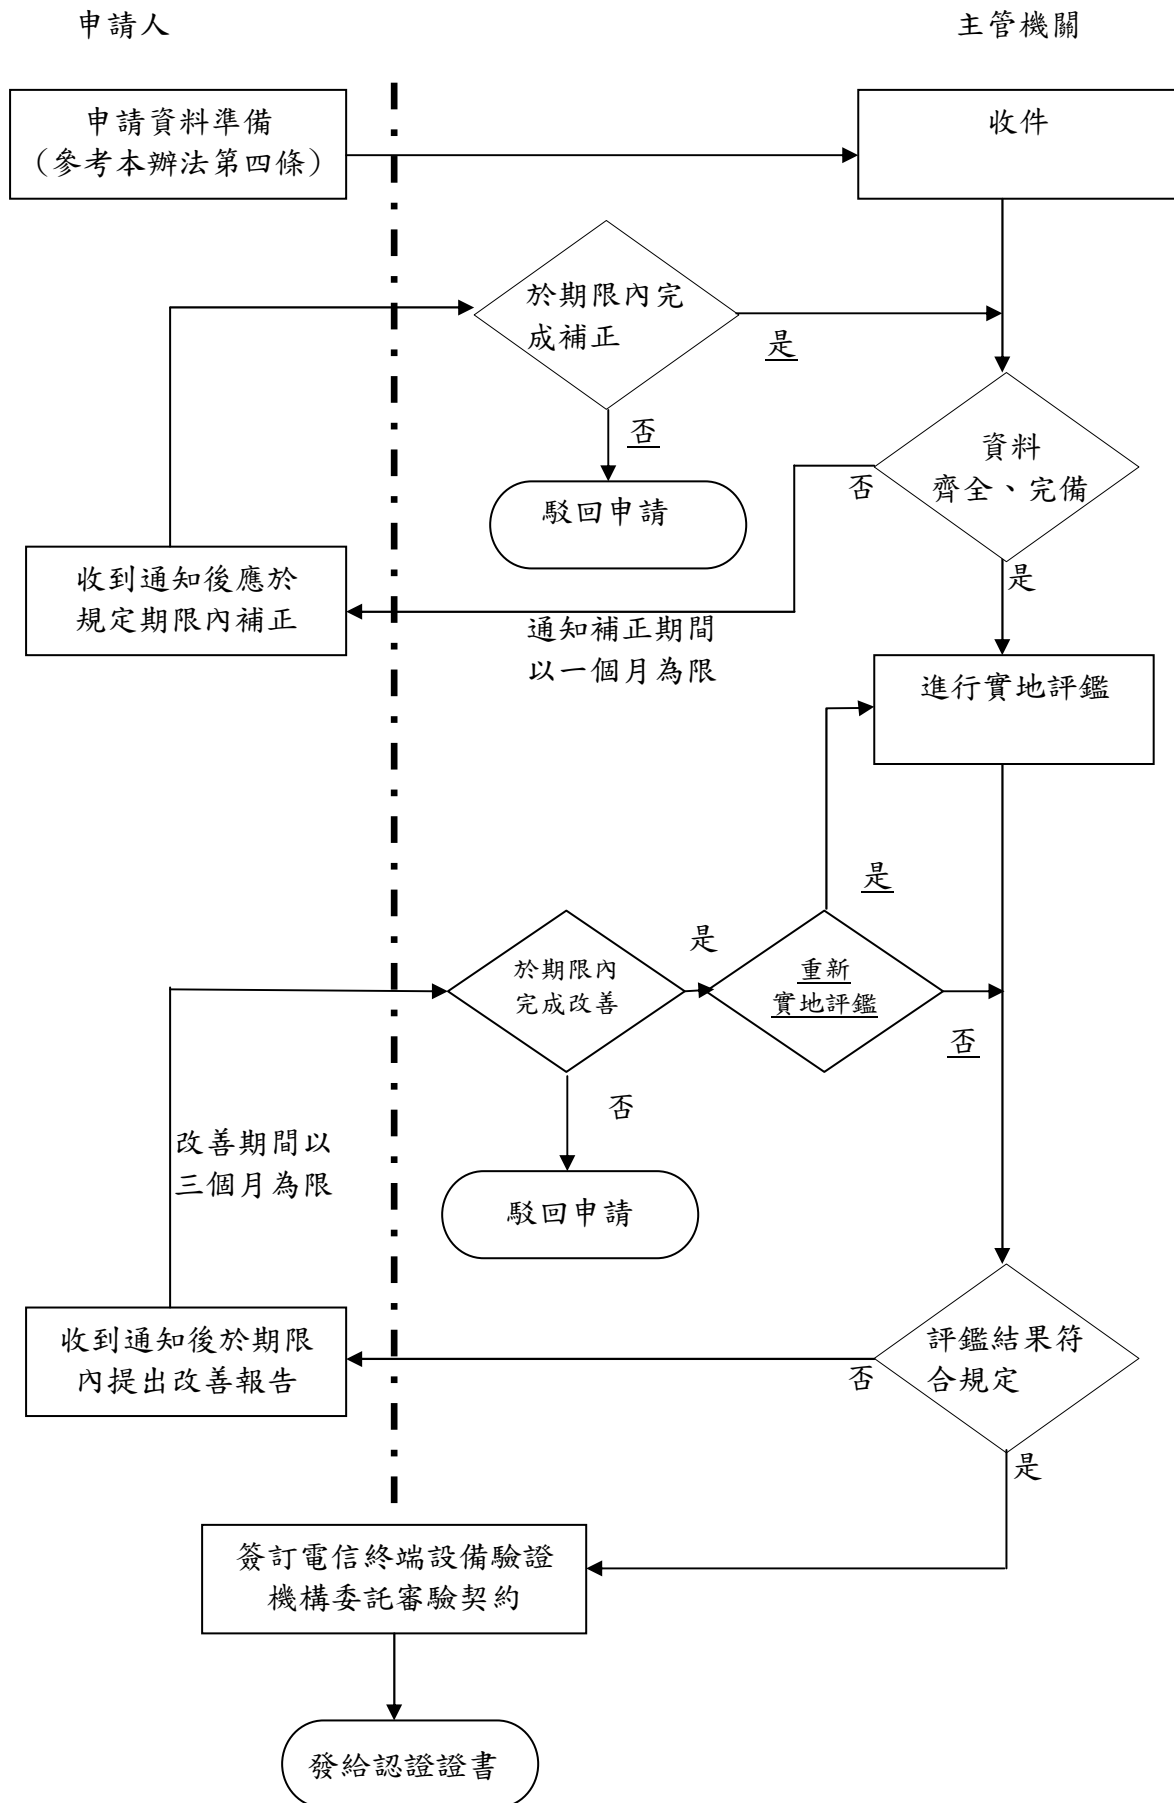 申請人
主管機關
申請資料準備
（參考本辦法第四條）
收件
於期限內完
成補正
是
否
駁回申請
資料
齊全、完備
否
是
收到通知後應於
規定期限內補正
通知補正期間
以一個月為限
進行實地評鑑
是
於期限內
完成改善
是
重新
實地評鑑
否
否
駁回申請
改善期間以
三個月為限
收到通知後於期限
內提出改善報告
評鑑結果符
合規定
否
是
簽訂電信終端設備驗證
機構委託審驗契約
發給認證證書